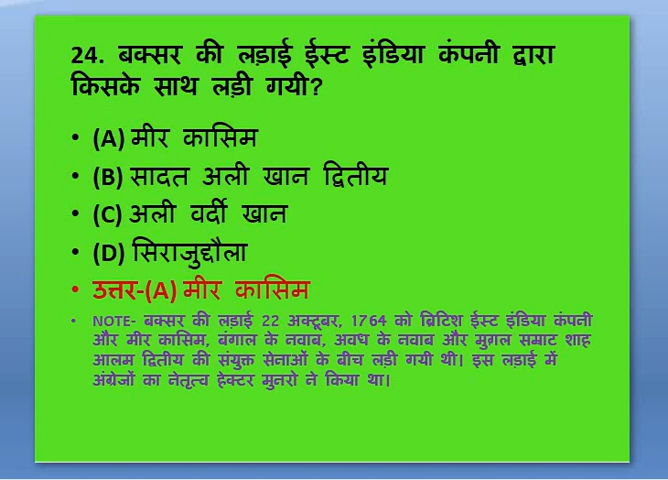 24. बक्सर की लड़ाई ईस्ट इंडिया कंपनी द्वारा
किसके साथ लड़ी गयी?
• (A) मीर कासिम
• (B) सादत अली खान द्वितीय
• (C) अली वर्दी खान
• (D) सिराजुद्दौला
• उत्तर-(A) मीर कासिम
• NOTE- बक्सर की लड़ाई 22 अक्टूबर, 1764 को ब्रिटिश ईस्ट इंडिया कंपनी
और मीर कासिम, बंगाल के नवाब, अवध के नवाब और मुग़ल सम्राट शाह
आलम द्वितीय की संयुक्त सेनाओं के बीच लड़ी गयी थी। इस लड़ाई में
अंग्रेजों का नेतृत्व हेक्टर मुनरो ने किया था।